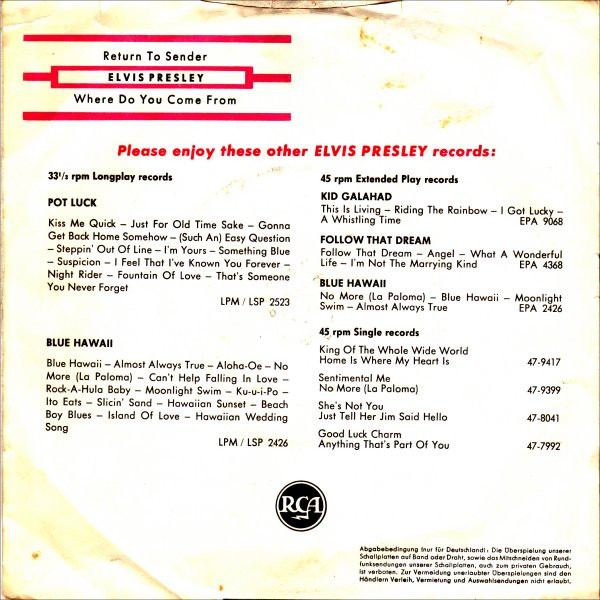 Return To Sender
ELVIS PRESLEY
Where Do You Come From
Please enjoy these other ELVIS PRESLEY records:
33 1/3 rpm Longplay records
POT LUCK
Kiss Me Quick – Just For Old Time Sake – Gonna
Get Back Home Somehow – (Such An) Easy Question
– Steppin' Out Of Line – I'm Yours – Something Blue
– Suspicion – I Feel That I've Known You Forever –
Night Rider – Fountain Of Love – That's Someone
You Never Forget
LPM / LSP 2523
BLUE HAWAII
Blue Hawaii – Almost Always True – Aloha-Oe – No
More (La Paloma) – Can't Help Falling In Love –
Rock-A-Hula Baby – Moonlight Swim – Ku-u-i-Po –
Ito Eats – Slicin' Sand – Hawaiian Sunset – Beach
Boy Blues – Island Of Love – Hawaiian Wedding
Song
LPM / LSP 2426
45 rpm Extended Play records
KID GALAHAD
This Is Living – Riding The Rainbow – I Got Lucky –
A Whistling Time EPA 9068
FOLLOW THAT DREAM
Follow That Dream – Angel – What A Wonderful
Life – I'm Not The Marrying Kind EPA 4368
BLUE HAWAII
No More (La Paloma) – Blue Hawaii – Moonlight
Swim – Almost Always True EPA 2426
45 rpm Single records
King Of The Whole Wide World
Home Is Where My Heart Is 47-9417
Sentimental Me
No More (La Paloma) 47-9399
She's Not You
Just Tell Her Jim Said Hello 47-8041
Good Luck Charm
Anything That's Part Of You 47-7992
RCA
Abgabebedingung (nur für Deutschland): Die Überspielung unserer
Schallplatten auf Band oder Draht, sowie das Mitschneiden von Rund-
funksendungen unserer Schallplatten, auch zum privaten Gebrauch,
ist verboten. Zur Vermeidung unerlaubter Überspielungen sind den
Händlern Verleih, Vermietung und Auswahlsendungen nicht erlaubt.